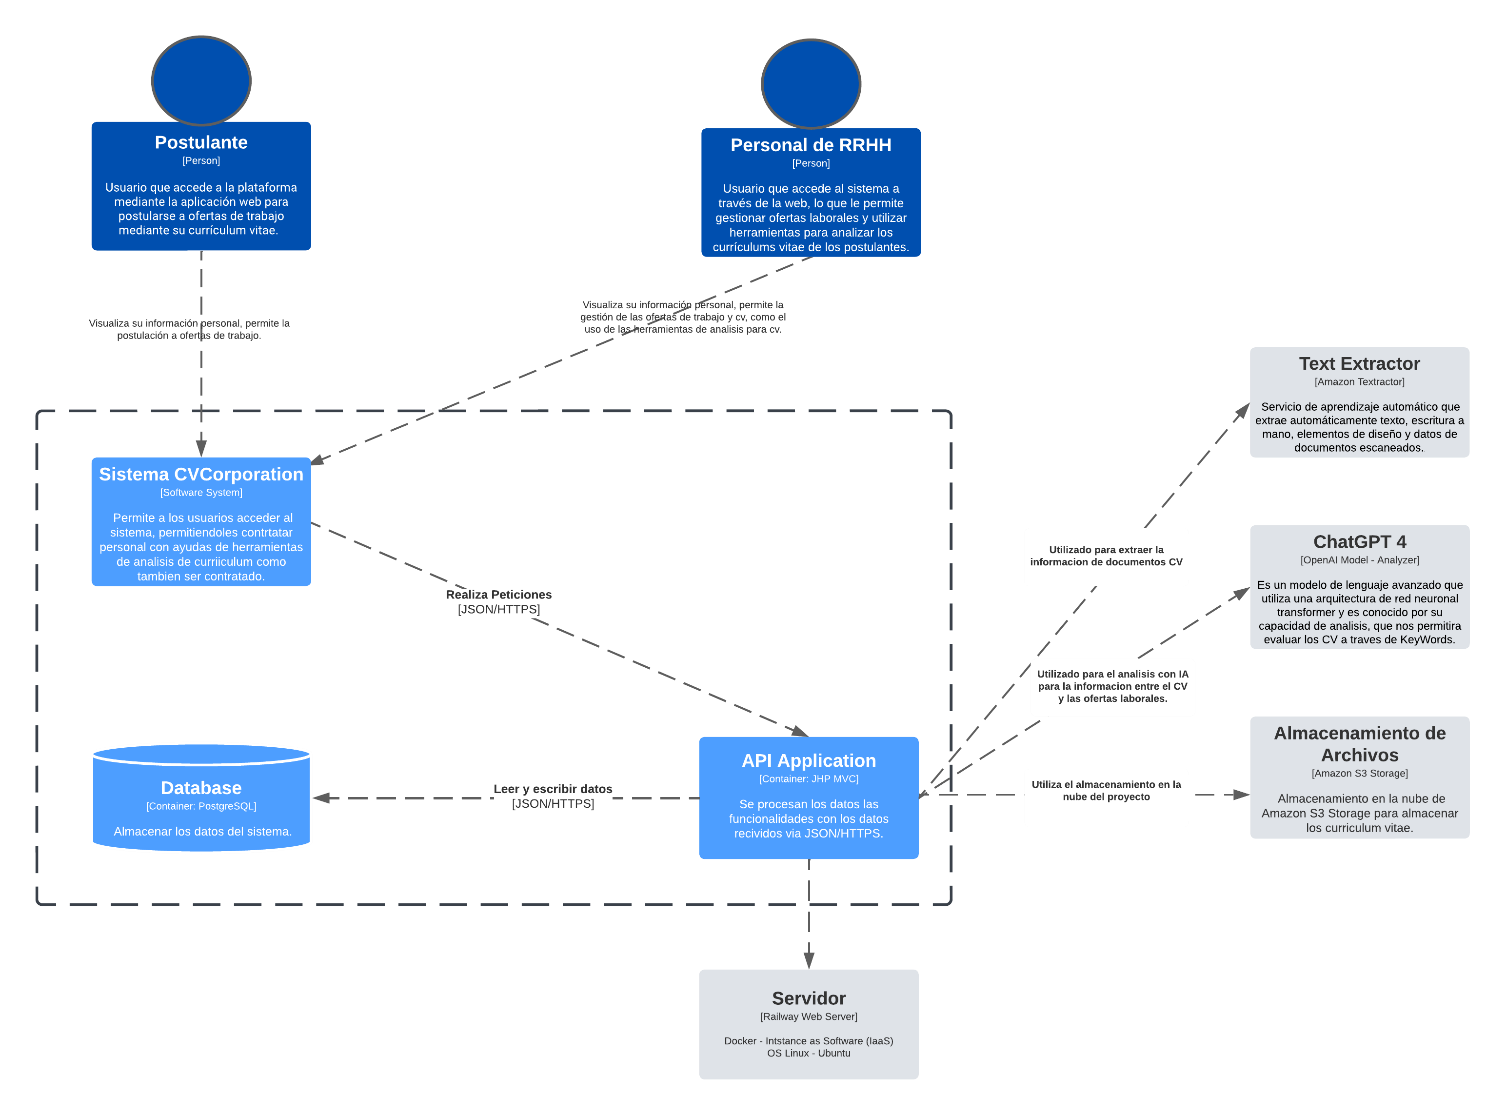 Postulante
[Person]
Usuario que accede a la plataforma
mediante la aplicación web para
postularse a ofertas de trabajo
mediante su currículum vitae.
Personal de RRHH
[Person]
Usuario que accede al sistema a
través de la web, lo que le permite
gestionar ofertas laborales y utilizar
herramientas para analizar los
currículums vitae de los postulantes.
Visualiza su información personal, permite la
postulación a ofertas de trabajo.
Visualiza su información personal, permite la
gestión de las ofertas de trabajo y cv, como el
uso de las herramientas de analisis para cv.
Sistema CVCorporation
[Software System]
Permite a los usuarios acceder al
sistema, permitiendoles contrtatar
personal con ayudas de herramientas
de analisis de curriiculum como
tambien ser contratado.
Realiza Peticiones
[JSON/HTTPS]
Text Extractor
[Amazon Textractor]
Servicio de aprendizaje automático que
extrae automáticamente texto, escritura a
mano, elementos de diseño y datos de
documentos escaneados.
Utilizado para extraer la
informacion de documentos CV
ChatGPT 4
[OpenAI Model - Analyzer]
Es un modelo de lenguaje avanzado que
utiliza una arquitectura de red neuronal
transformer y es conocido por su
capacidad de analisis, que nos permitira
evaluar los CV a traves de KeyWords.
Utilizado para el analisis con IA
para la informacion entre el CV
y las ofertas laborales.
Database
[Container: PostgreSQL]
Almacenar los datos del sistema.
Leer y escribir datos
[JSON/HTTPS]
API Application
[Container: JHP MVC]
Se procesan los datos las
funcionalidades con los datos
recividos via JSON/HTTPS.
Utiliza el almacenamiento en la
nube del proyecto
Almacenamiento de
Archivos
[Amazon S3 Storage]
Almacenamiento en la nube de
Amazon S3 Storage para almacenar
los curriculum vitae.
Servidor
[Railway Web Server]
Docker - Intstance as Software (IaaS)
OS Linux - Ubuntu